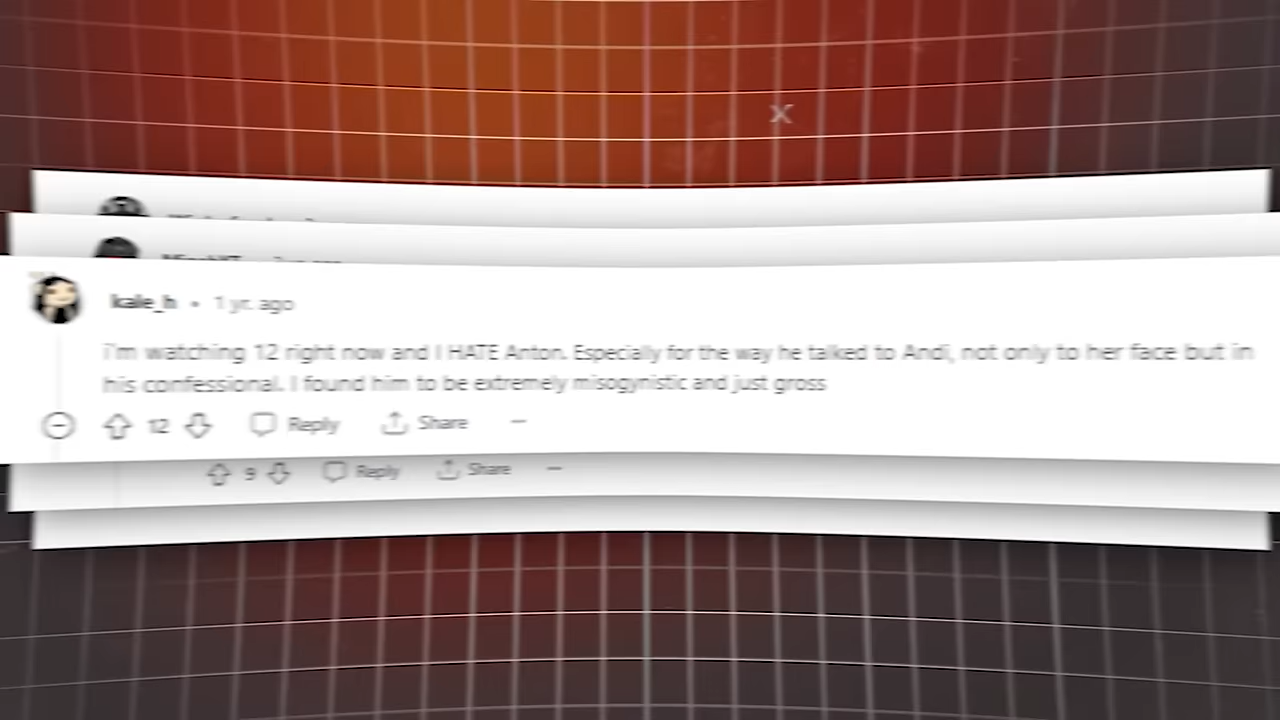 kale_h • 1 yr. ago
i'm watching 12 right now and I HATE Anton. Especially for the way he talked to Andi, not only to her face but in
his confessional. I found him to be extremely misogynistic and just gross
12 Reply Share
9 Reply Share